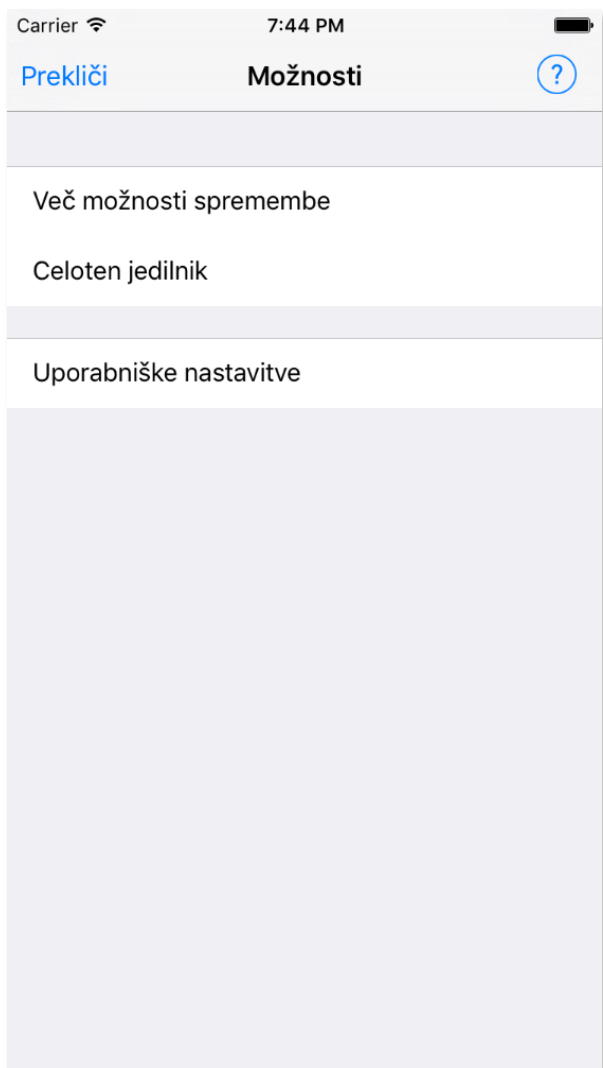 Carrier 7:44 PM
Prekliči Možnosti ?
Več možnosti spremembe
Celoten jedilnik
Uporabniške nastavitve